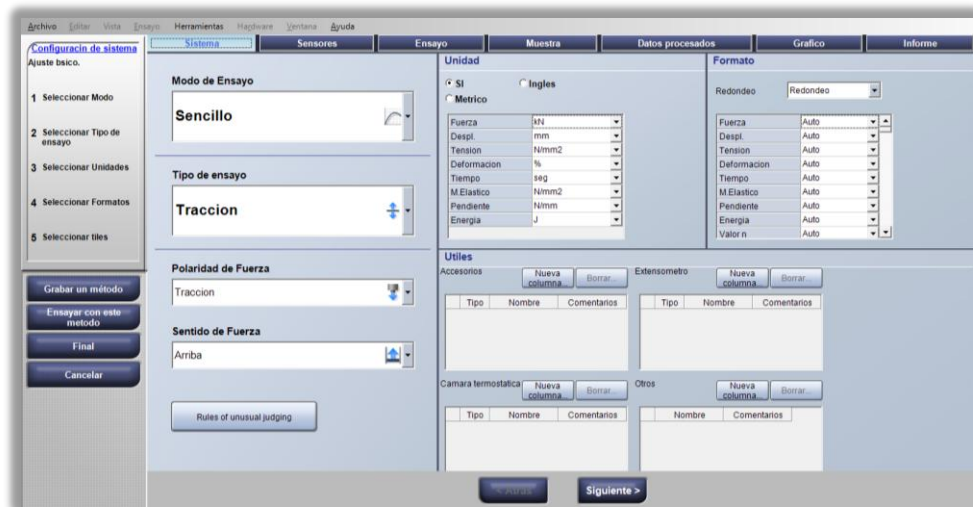 Archivo Editar Vista Ensayo Herramientas Hardware Ventana Ayuda
Configuracin de sistema
Ajuste bsico.
1 Seleccionar Modo
2 Seleccionar Tipo de
ensayo
3 Seleccionar Unidades
4 Seleccionar Formatos
5 Seleccionar tiles
Grabar un método
Ensayar con este
metodo
Final
Cancelar
Sistema Sensores Ensayo Muestra Datos procesados Grafico Informe
Modo de Ensayo
Sencillo
Tipo de ensayo
Traccion
Polaridad de Fuerza
Traccion
Sentido de Fuerza
Arriba
Rules of unusual judging
Unidad
SI Ingles
Metrico
Fuerza kN
Despl. mm
Tension N/mm2
Deformacion %
Tiempo seg
M.Elastico N/mm2
Pendiente N/mm
Energia J
Formato
Redondeo Redondeo
Fuerza Auto
Despl. Auto
Tension Auto
Deformacion Auto
Tiempo Auto
M.Elastico Auto
Pendiente Auto
Energia Auto
Valor n Auto
Utiles
Accesorios Nueva columna... Borrar...
Tipo Nombre Comentarios
Extensometro Nueva columna... Borrar...
Tipo Nombre Comentarios
Camara termostatica Nueva columna... Borrar...
Tipo Nombre Comentarios
Otros Nueva columna... Borrar...
Nombre Comentarios
< Atras Siguiente >